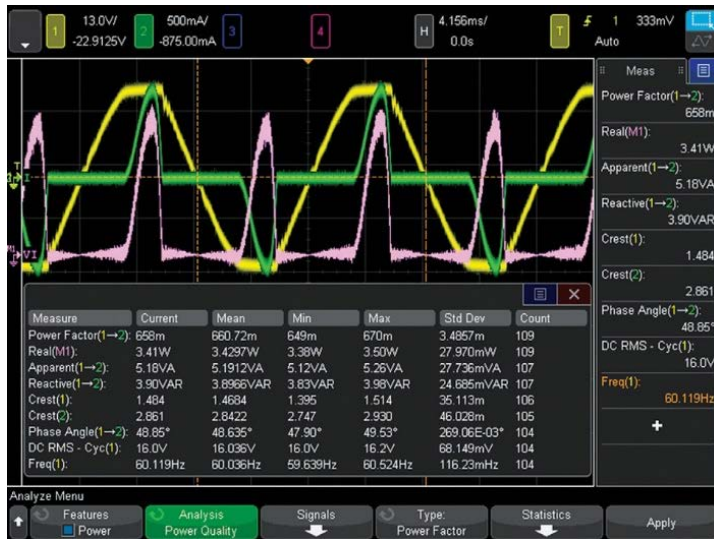 1 13.0V/ 2 500mA/ 3 4 H 4.156ms/ T 1 333mV
-22.9125V -875.00mA 0.0s Auto
Meas
Power Factor(1→2):
658m
Real(M1):
3.41W
Apparent(1→2):
5.18VA
Reactive(1→2):
3.90VAR
Crest(1):
1.484
Crest(2):
2.861
Phase Angle(1→2):
48.85°
DC RMS - Cyc(1):
16.0V
Freq(1):
60.119Hz
+
T
I
M1 VI
Measure Current Mean Min Max Std Dev Count
Power Factor(1→2): 658m 660.72m 649m 670m 3.4857m 109
Real(M1): 3.41W 3.4297W 3.38W 3.50W 27.970mW 109
Apparent(1→2): 5.18VA 5.1912VA 5.12VA 5.26VA 27.736mVA 107
Reactive(1→2): 3.90VAR 3.8966VAR 3.83VAR 3.98VAR 24.685mVAR 107
Crest(1): 1.484 1.4684 1.395 1.514 35.113m 106
Crest(2): 2.861 2.8422 2.747 2.930 46.028m 105
Phase Angle(1→2): 48.85° 48.635° 47.90° 49.53° 269.06E-03° 104
DC RMS - Cyc(1): 16.0V 16.036V 16.0V 16.2V 68.149mV 104
Freq(1): 60.119Hz 60.036Hz 59.639Hz 60.524Hz 116.23mHz 104
Analyze Menu
Features Analysis Signals Type: Statistics Apply
Power Power Quality Power Factor